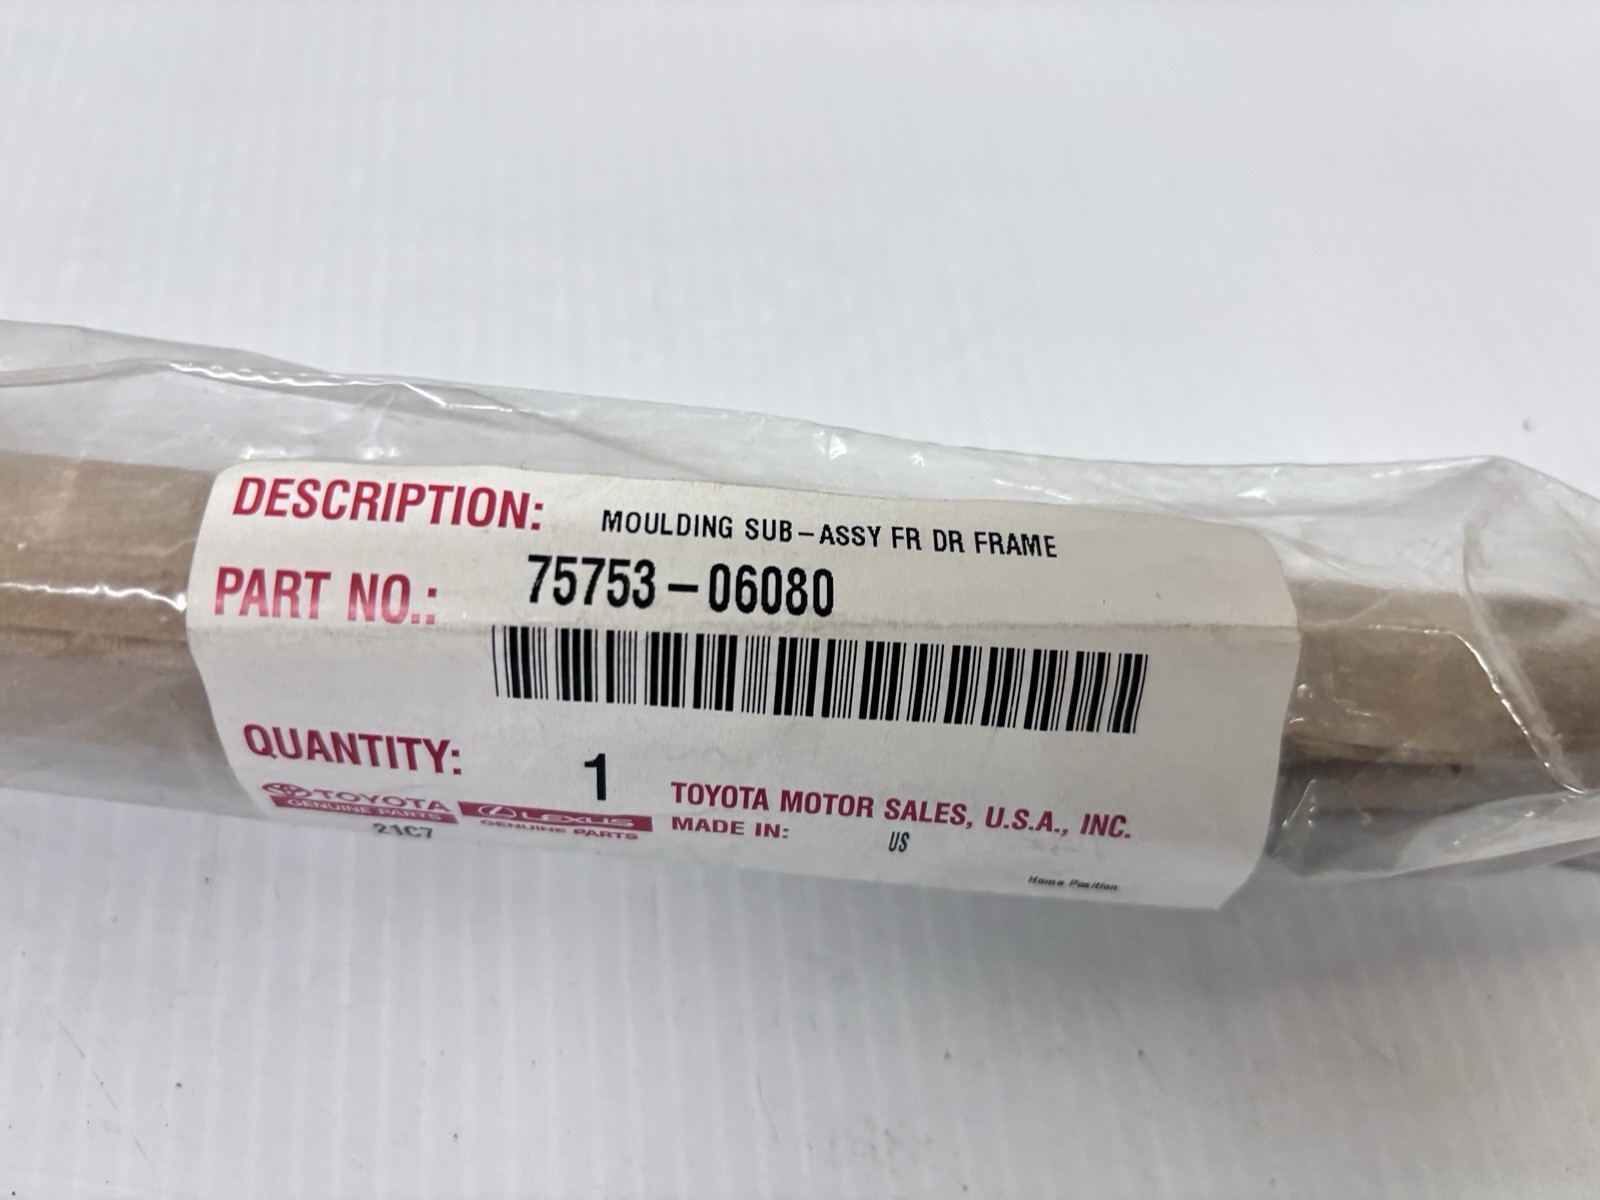 DESCRIPTION: MOULDING SUB-ASSY FR DR FRAME
PART NO.: 75753-06080
QUANTITY: 1
TOYOTA
GENUINE PARTS
LEXUS
GENUINE PARTS
21C7
TOYOTA MOTOR SALES, U.S.A., INC.
MADE IN: US
Home Position